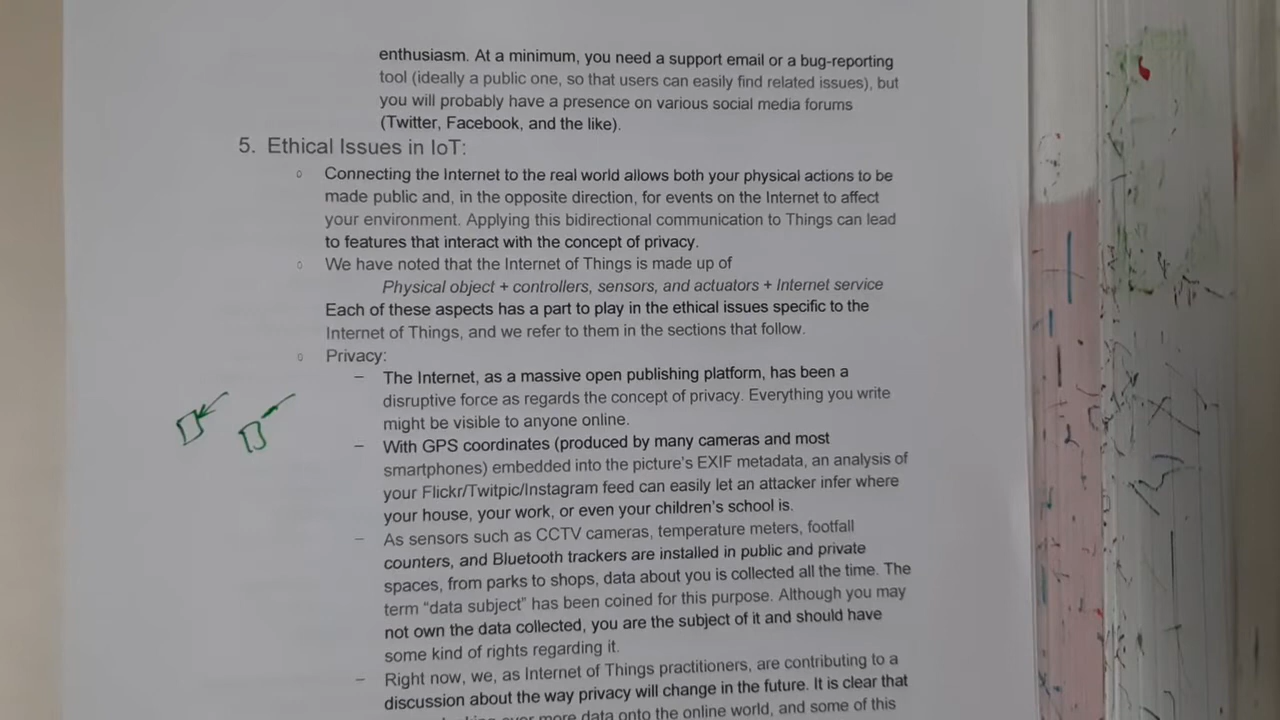 enthusiasm. At a minimum, you need a support email or a bug-reporting
tool (ideally a public one, so that users can easily find related issues), but
you will probably have a presence on various social media forums
(Twitter, Facebook, and the like).
5. Ethical Issues in IoT:
○ Connecting the Internet to the real world allows both your physical actions to be
made public and, in the opposite direction, for events on the Internet to affect
your environment. Applying this bidirectional communication to Things can lead
to features that interact with the concept of privacy.
○ We have noted that the Internet of Things is made up of
Physical object + controllers, sensors, and actuators + Internet service
Each of these aspects has a part to play in the ethical issues specific to the
Internet of Things, and we refer to them in the sections that follow.
○ Privacy:
– The Internet, as a massive open publishing platform, has been a
disruptive force as regards the concept of privacy. Everything you write
might be visible to anyone online.
– With GPS coordinates (produced by many cameras and most
smartphones) embedded into the picture's EXIF metadata, an analysis of
your Flickr/Twitpic/Instagram feed can easily let an attacker infer where
your house, your work, or even your children's school is.
– As sensors such as CCTV cameras, temperature meters, footfall
counters, and Bluetooth trackers are installed in public and private
spaces, from parks to shops, data about you is collected all the time. The
term “data subject” has been coined for this purpose. Although you may
not own the data collected, you are the subject of it and should have
some kind of rights regarding it.
– Right now, we, as Internet of Things practitioners, are contributing to a
discussion about the way privacy will change in the future. It is clear that
more data onto the online world, and some of this